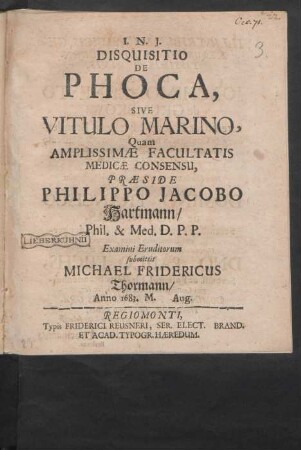 3.
I. N. J.
DISQUISITIO
DE
PHOCA,
SIVE
VITULO MARINO,
Quam
AMPLISSIMÆ FACULTATIS
MEDICÆ CONSENSU,
PRÆSIDE
PHILIPPO JACOBO
Hartmann/
Phil. & Med. D. P. P.
Examini Eruditorum
submittit
MICHAEL FRIDERICUS
Thormann/
Anno 1683. M. Aug.
REGIOMONTI,
Typis FRIDERICI REUSNERI, SER. ELECT. BRAND.
ET ACAD. TYPOGR. HÆREDUM.